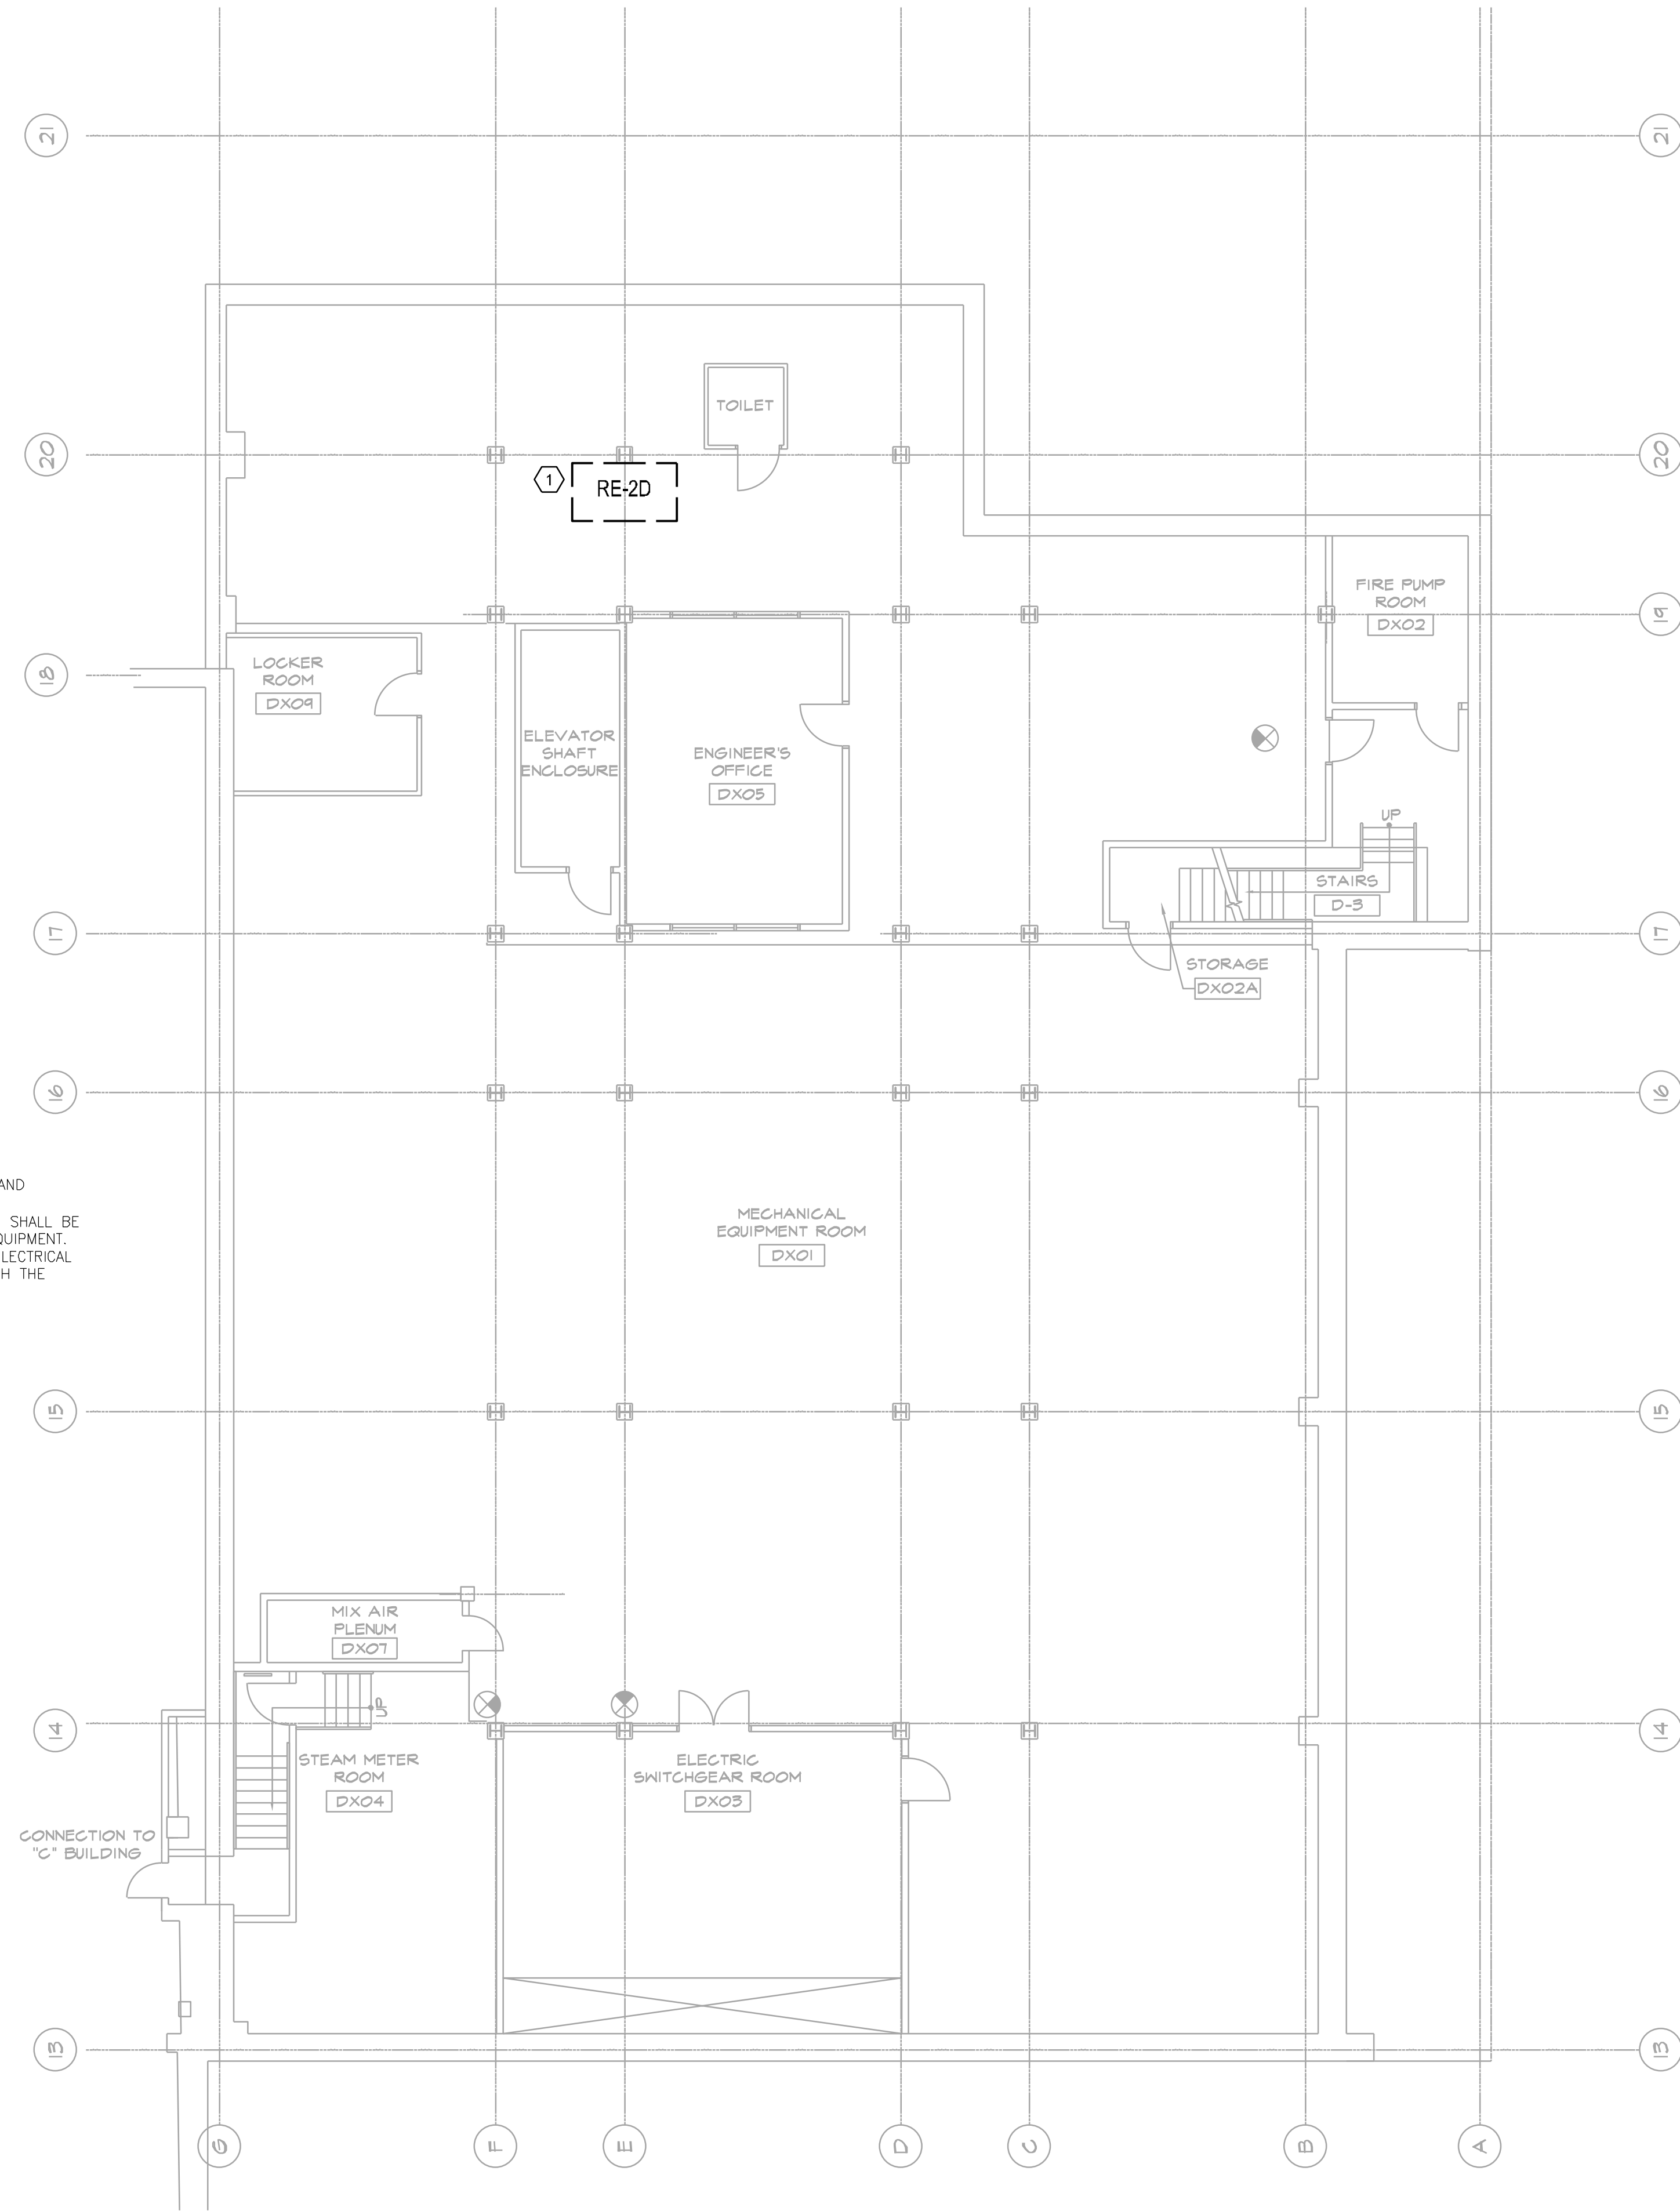 21
21
TOILET
20
20
1
RE-2D
FIRE PUMP
ROOM
DX02
19
18
LOCKER
ROOM
DX09
ELEVATOR
SHAFT
ENCLOSURE
ENGINEER'S
OFFICE
DX05
UP
STAIRS
D-3
17
17
STORAGE
DX02A
16
16
AND
SHALL BE
QUIPMENT.
LECTRICAL
H THE
MECHANICAL
EQUIPMENT ROOM
DX01
15
15
MIX AIR
PLENUM
DX07
UP
14
14
STEAM METER
ROOM
DX04
ELECTRIC
SWITCHGEAR ROOM
DX03
CONNECTION TO
"C" BUILDING
13
13
G
F
E
D
C
B
A